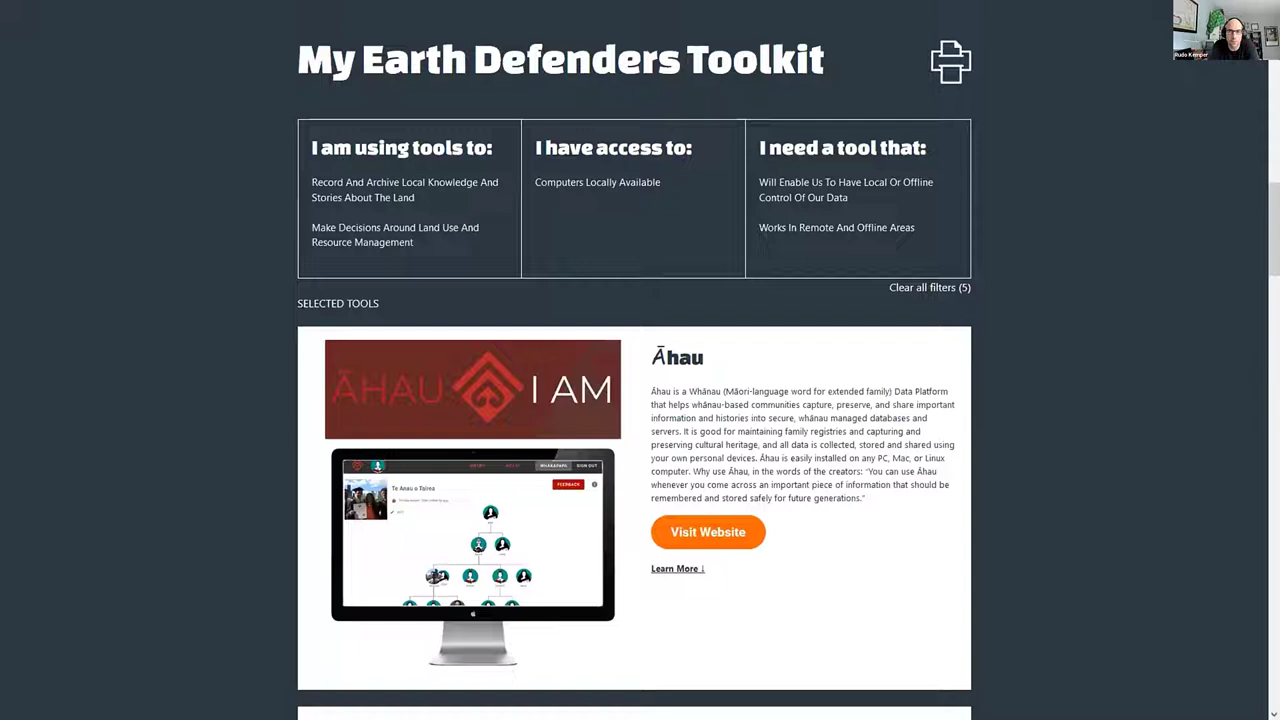 Rudo Kemper
My Earth Defenders Toolkit
I am using tools to:
Record And Archive Local Knowledge And
Stories About The Land
Make Decisions Around Land Use And
Resource Management
I have access to:
Computers Locally Available
I need a tool that:
Will Enable Us To Have Local Or Offline
Control Of Our Data
Works In Remote And Offline Areas
Clear all filters (5)
SELECTED TOOLS
ĀHAU I AM
Te Anau o Tairea
WHAKAPAPA SIGN OUT
FEEDBACK
Āhau
Āhau is a Whānau (Māori-language word for extended family) Data Platform
that helps whānau-based communities capture, preserve, and share important
information and histories into secure, whānau managed databases and
servers. It is good for maintaining family registries and capturing and
preserving cultural heritage, and all data is collected, stored and shared using
your own personal devices. Āhau is easily installed on any PC, Mac, or Linux
computer. Why use Āhau, in the words of the creators: "You can use Āhau
whenever you come across an important piece of information that should be
remembered and stored safely for future generations."
Visit Website
Learn More ↓